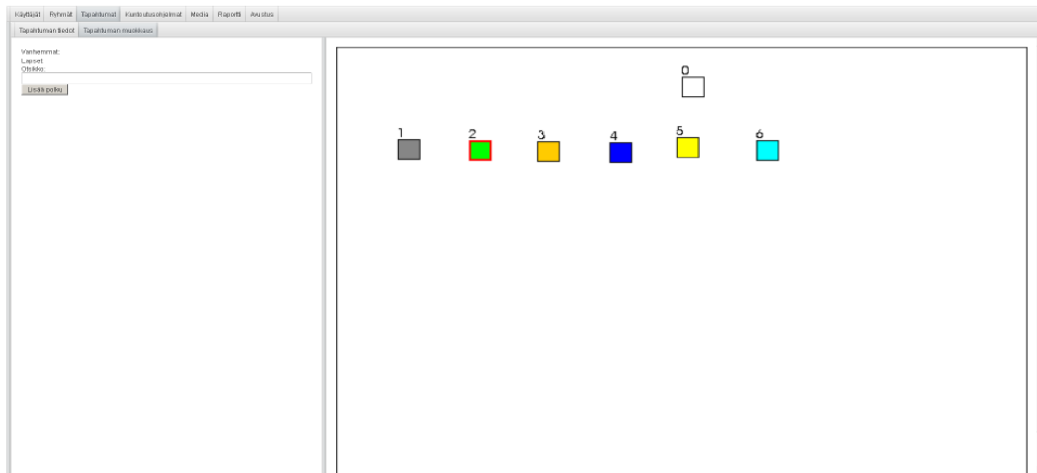 Käyttäjät Ryhmät Tapahtumat Kuntoutusohjelmat Media Raportti Avustus
Tapahtuman tiedot Tapahtuman muokkaus
Vanhemmat:
Lapset:
Otsikko:
Lisää polku
0
1 2 3 4 5 6